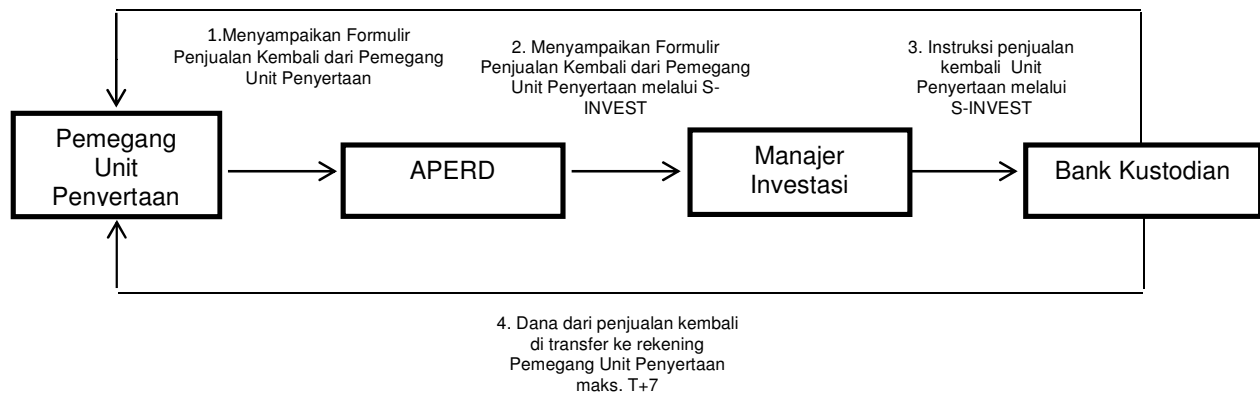 1.Menyampaikan Formulir
Penjualan Kembali dari Pemegang
Unit Penyertaan
2. Menyampaikan Formulir
Penjualan Kembali dari Pemegang
Unit Penyertaan melalui S-
INVEST
3. Instruksi penjualan
kembali Unit
Penyertaan melalui
S-INVEST
Pemegang
Unit
Penyertaan
APERD
Manajer
Investasi
Bank Kustodian
4. Dana dari penjualan kembali
di transfer ke rekening
Pemegang Unit Penyertaan
maks. T+7